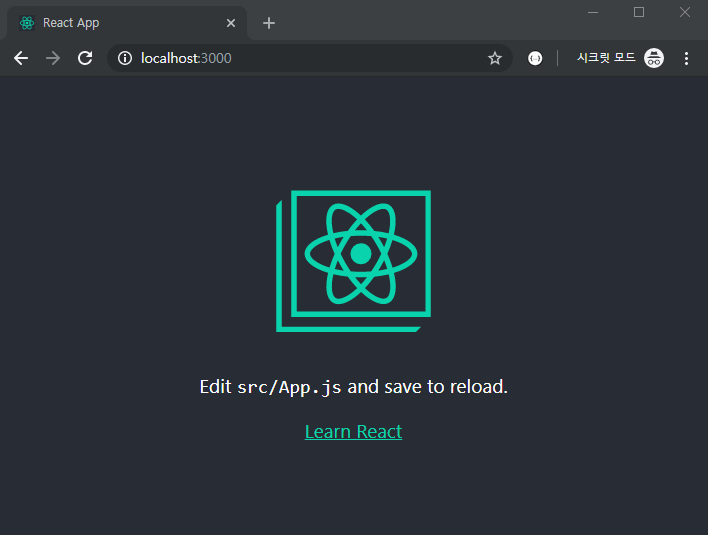 React App
localhost:3000
시크릿 모드
Edit src/App.js and save to reload.
Learn React